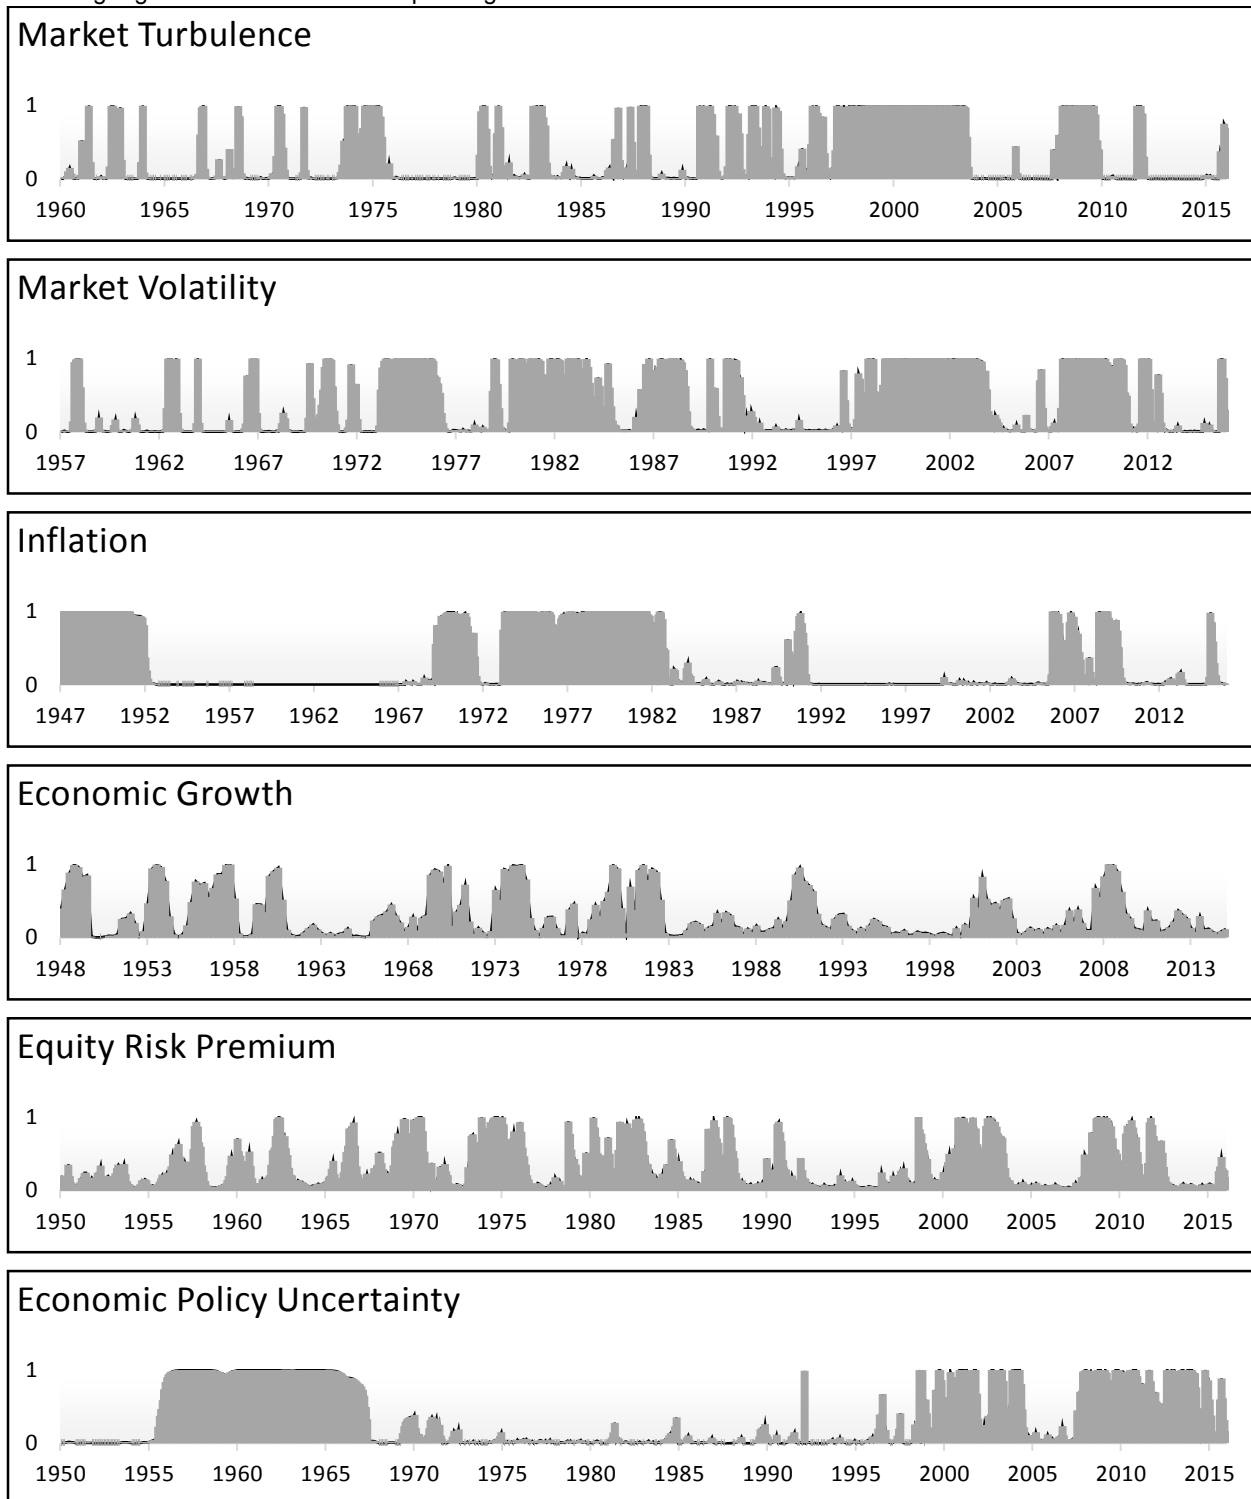 Market Turbulence
1
0
1960 1965 1970 1975 1980 1985 1990 1995 2000 2005 2010 2015
Market Volatility
1
0
1957 1962 1967 1972 1977 1982 1987 1992 1997 2002 2007 2012
Inflation
1
0
1947 1952 1957 1962 1967 1972 1977 1982 1987 1992 1997 2002 2007 2012
Economic Growth
1
0
1948 1953 1958 1963 1968 1973 1978 1983 1988 1993 1998 2003 2008 2013
Equity Risk Premium
1
0
1950 1955 1960 1965 1970 1975 1980 1985 1990 1995 2000 2005 2010 2015
Economic Policy Uncertainty
1
0
1950 1955 1960 1965 1970 1975 1980 1985 1990 1995 2000 2005 2010 2015